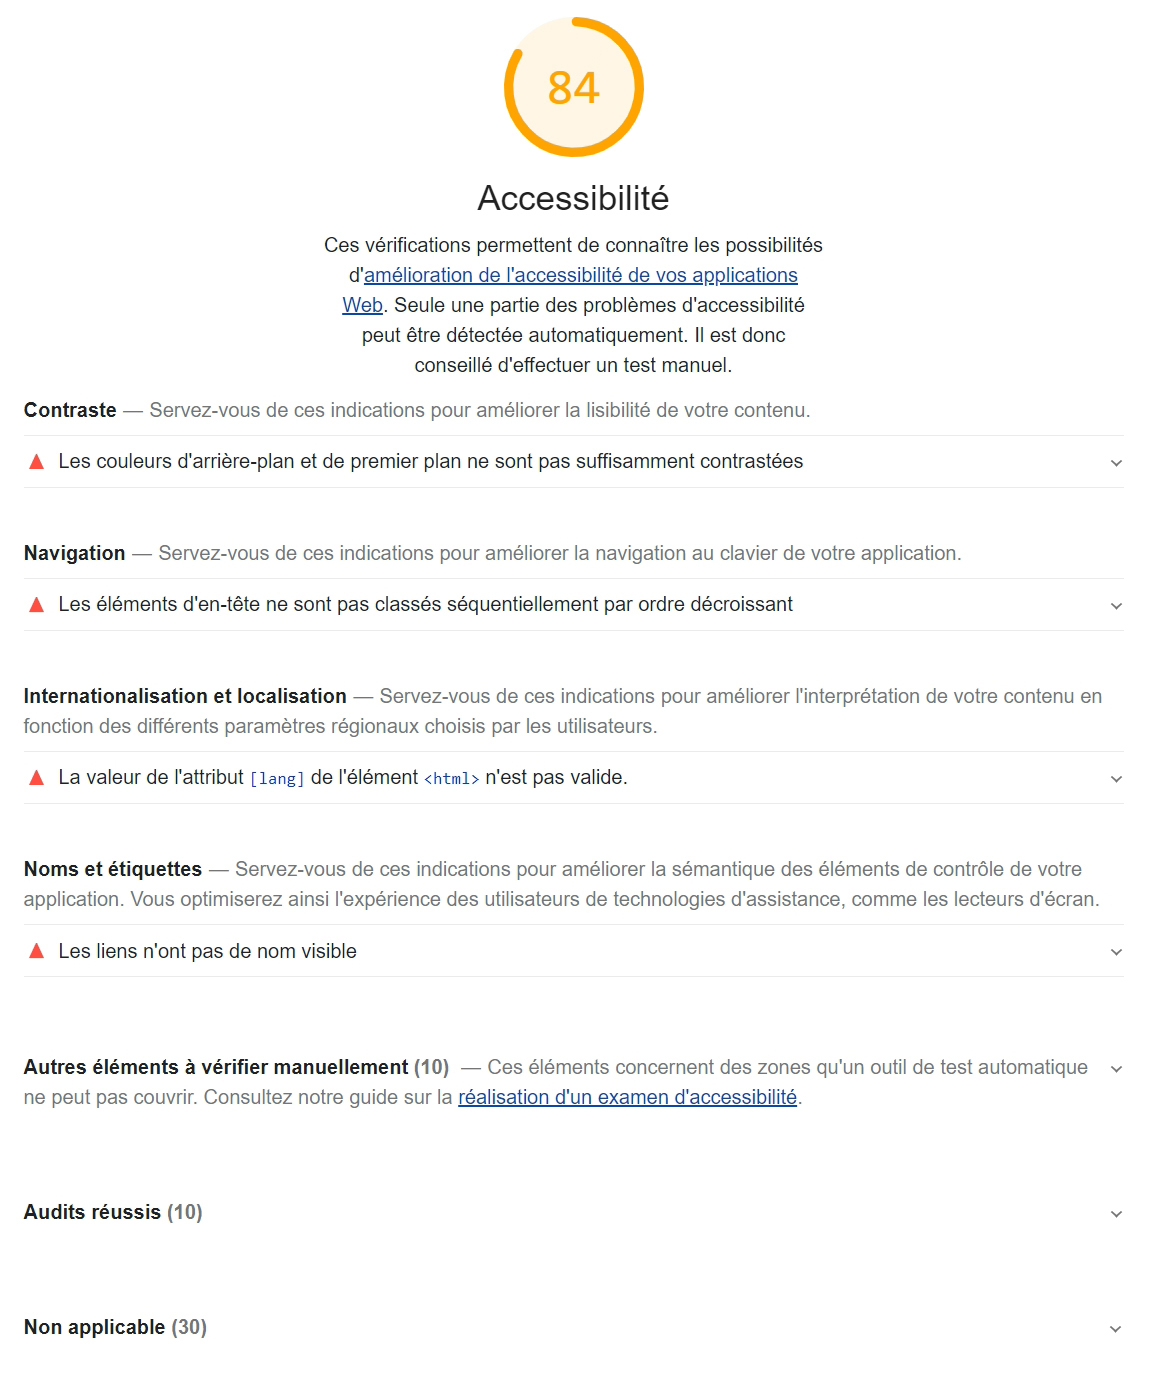 84
Accessibilité
Ces vérifications permettent de connaître les possibilités
d'amélioration de l'accessibilité de vos applications
Web. Seule une partie des problèmes d'accessibilité
peut être détectée automatiquement. Il est donc
conseillé d'effectuer un test manuel.
Contraste — Servez-vous de ces indications pour améliorer la lisibilité de votre contenu.
Les couleurs d'arrière-plan et de premier plan ne sont pas suffisamment contrastées
Navigation — Servez-vous de ces indications pour améliorer la navigation au clavier de votre application.
Les éléments d'en-tête ne sont pas classés séquentiellement par ordre décroissant
Internationalisation et localisation — Servez-vous de ces indications pour améliorer l'interprétation de votre contenu en
fonction des différents paramètres régionaux choisis par les utilisateurs.
La valeur de l'attribut [lang] de l'élément <html> n'est pas valide.
Noms et étiquettes — Servez-vous de ces indications pour améliorer la sémantique des éléments de contrôle de votre
application. Vous optimiserez ainsi l'expérience des utilisateurs de technologies d'assistance, comme les lecteurs d'écran.
Les liens n'ont pas de nom visible
Autres éléments à vérifier manuellement (10) — Ces éléments concernent des zones qu'un outil de test automatique
ne peut pas couvrir. Consultez notre guide sur la réalisation d'un examen d'accessibilité.
Audits réussis (10)
Non applicable (30)